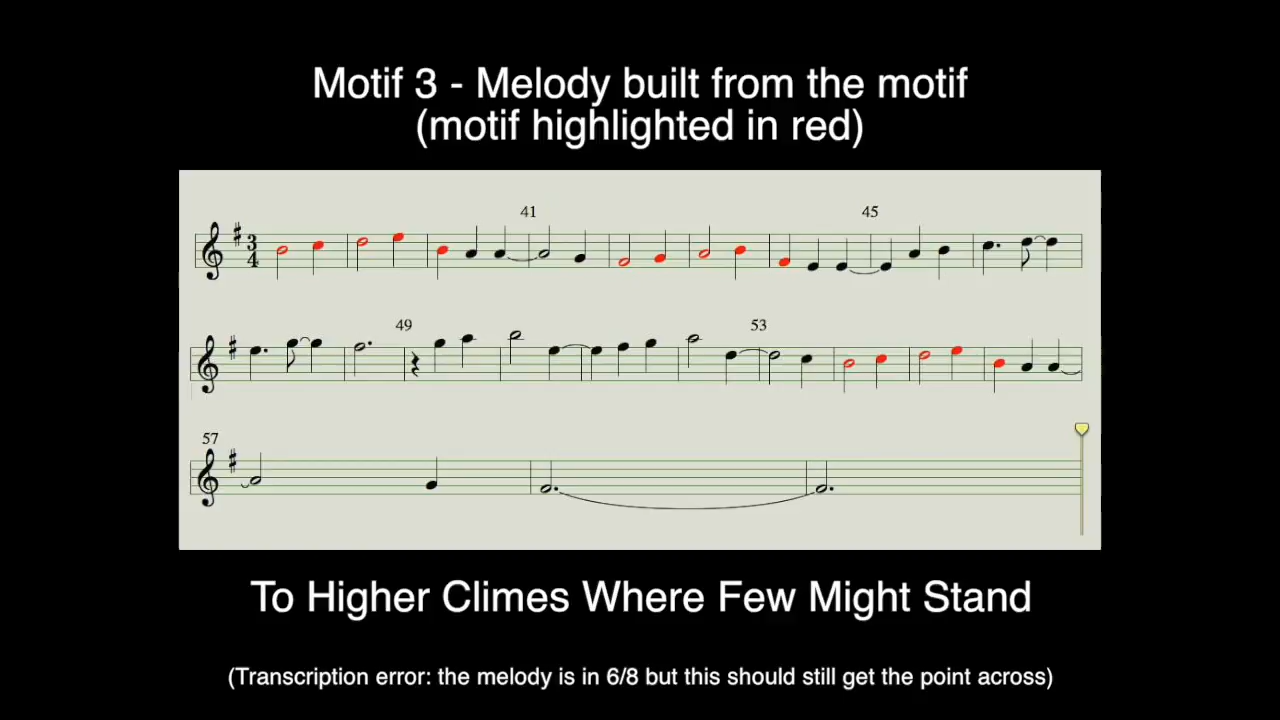 Motif 3 - Melody built from the motif
(motif highlighted in red)
41
45
3
4
49
53
57
To Higher Climes Where Few Might Stand
(Transcription error: the melody is in 6/8 but this should still get the point across)